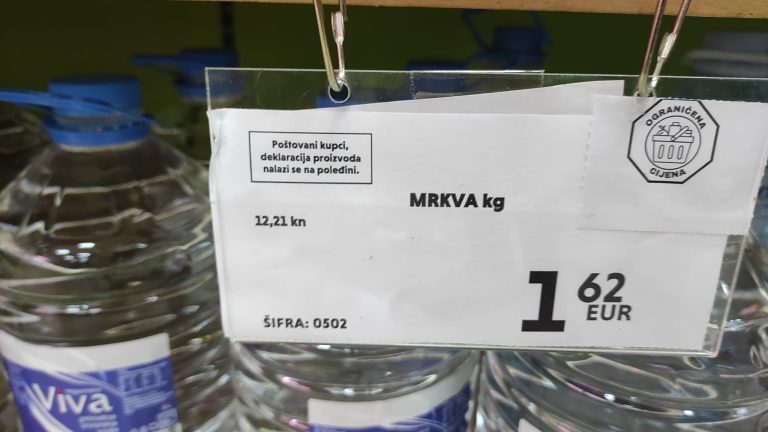 Poštovani kupci,
deklaracija proizvoda
nalazi se na poleđini.
OGRANIČENA
CIJENA
MRKVA kg
12,21 kn
1 62
EUR
ŠIFRA: 0502
Viva